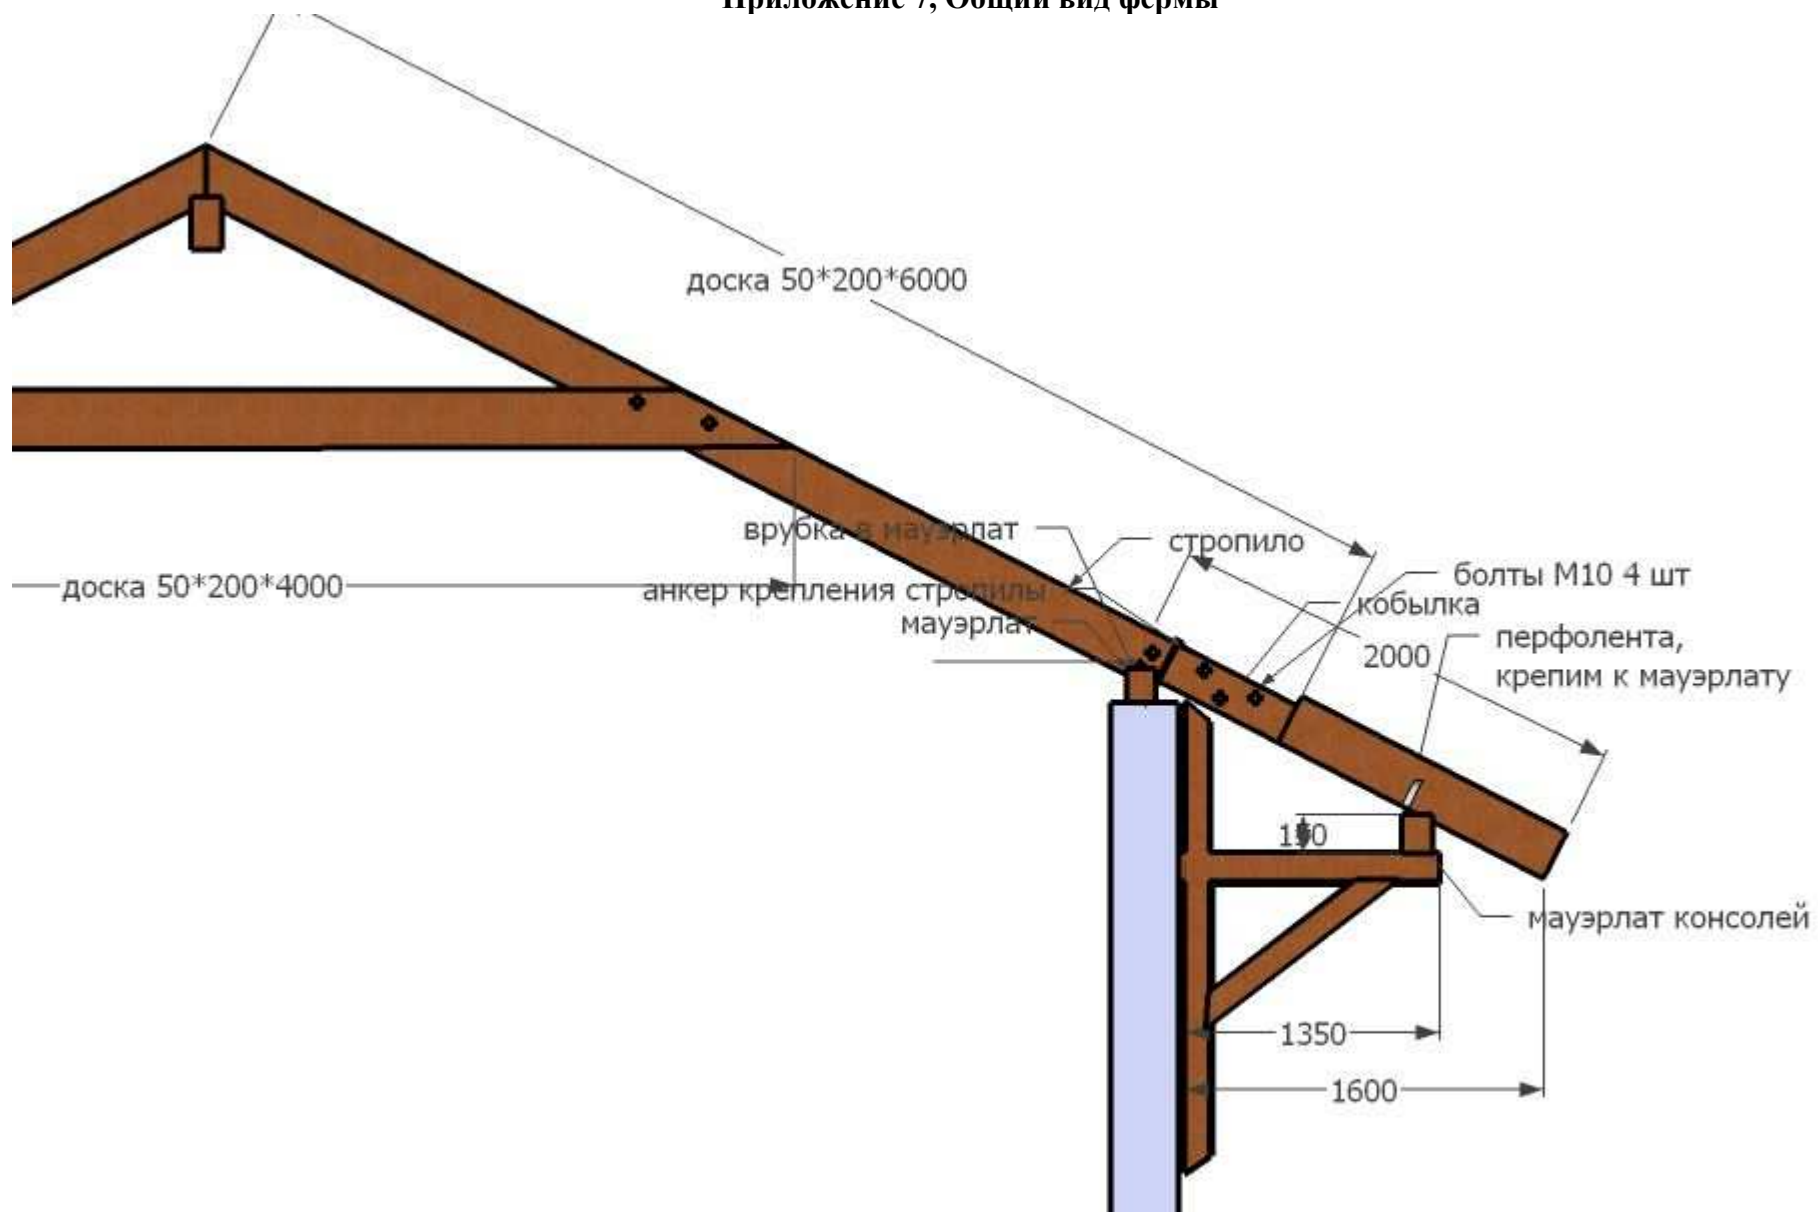 Приложение 7, Общий вид фермы
доска 50*200*6000
врубка в мауэрлат
стропило
доска 50*200*4000
анкер крепления стропилы
болты М10 4 шт
кобылка
мауэрлат
2000
перфолента,
крепим к мауэрлату
мауэрлат консолей
1350
1600